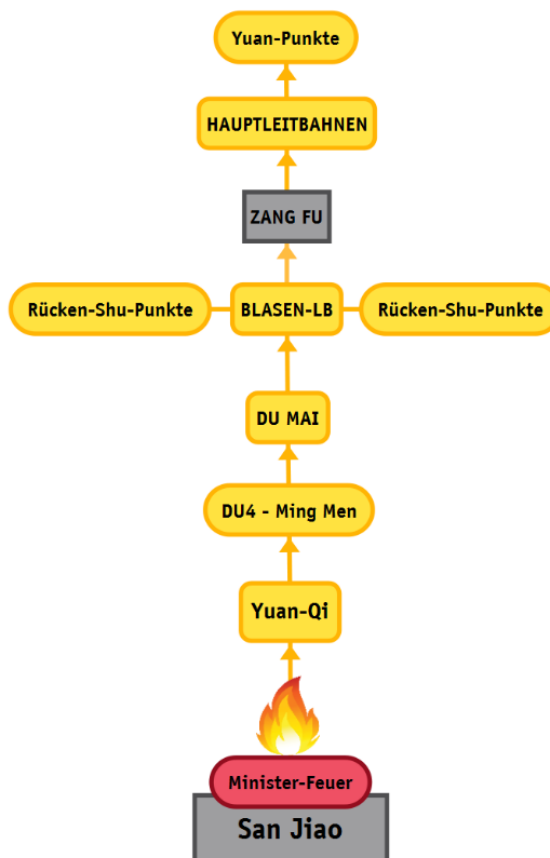 Yuan-Punkte
HAUPTLEITBAHNEN
ZANG FU
Rücken-Shu-Punkte
BLASEN-LB
Rücken-Shu-Punkte
DU MAI
DU4 - Ming Men
Yuan-Qi
Minister-Feuer
San Jiao